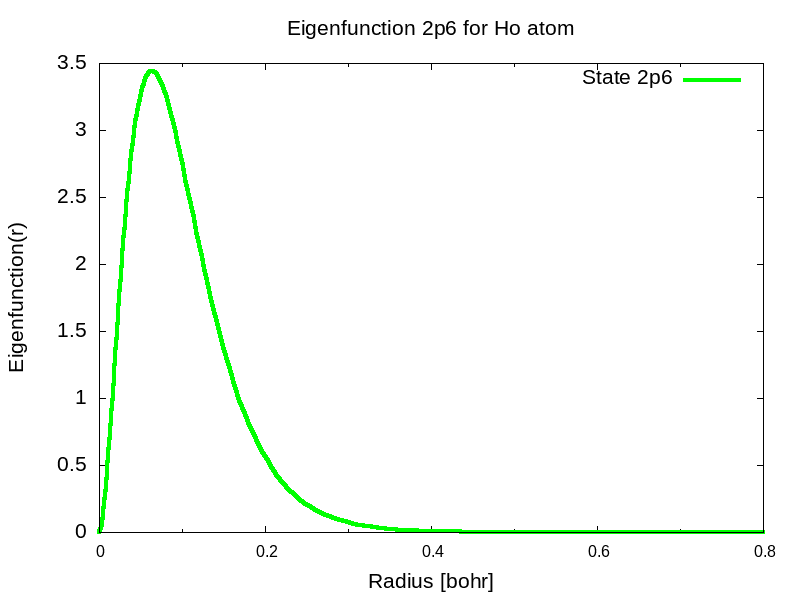 Eigenfunction 2p6 for Ho atom
State 2p6
3.5
3
2.5
2
1.5
1
0.5
0
Eigenfunction(r)
0 0.2 0.4 0.6 0.8
Radius [bohr]